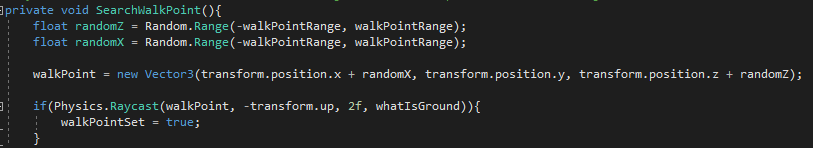 private void SearchWalkPoint(){
float randomZ = Random.Range(-walkPointRange, walkPointRange);
float randomX = Random.Range(-walkPointRange, walkPointRange);
walkPoint = new Vector3(transform.position.x + randomX, transform.position.y, transform.position.z + randomZ);
if(Physics.Raycast(walkPoint, -transform.up, 2f, whatIsGround)){
walkPointSet = true;
}